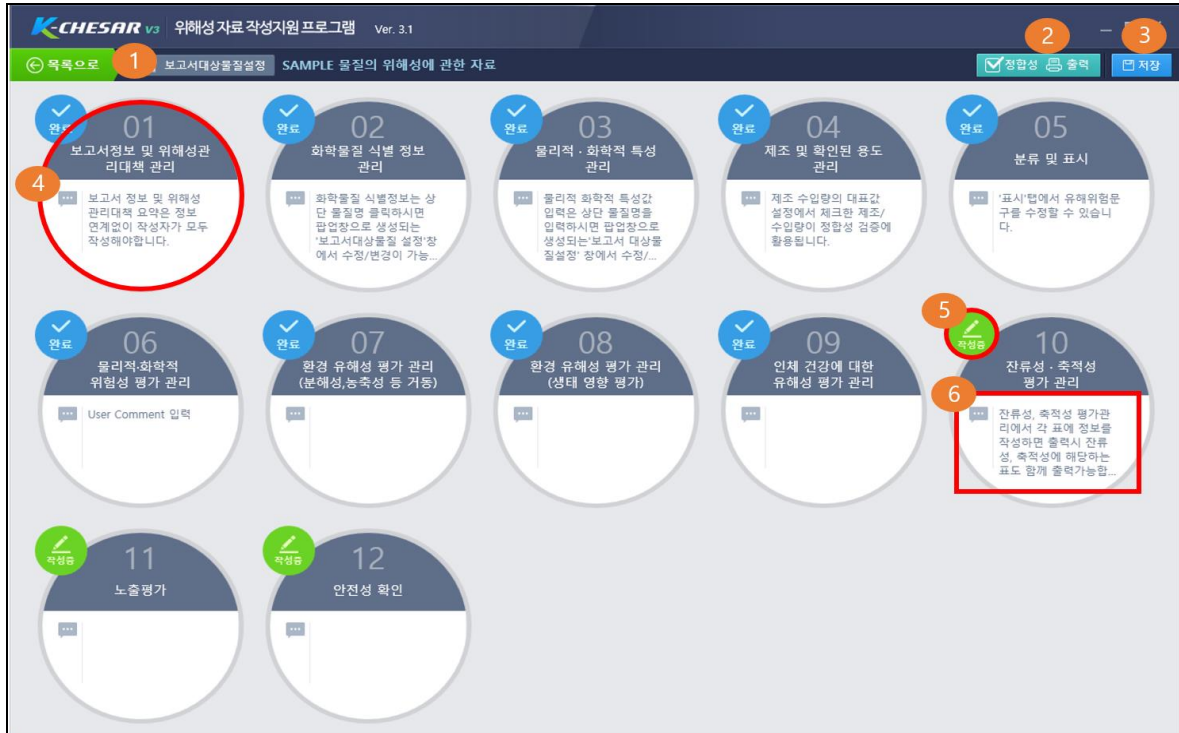 K-CHESAR V3 위해성 자료 작성지원 프로그램 Ver. 3.1
2
3
목록으로
1
보고서대상물질설정
SAMPLE 물질의 위해성에 관한 자료
정합성 출력
저장
완료
01
보고서정보 및 위해성관
리대책 관리
4
보고서 정보 및 위해성
관리대책 요약은 정보
연계없이 작성자가 모두
작성해야합니다.
완료
02
화학물질 식별 정보
관리
화학물질 식별정보는 상
단 물질명 클릭하시면
팝업창으로 생성되는
'보고서대상물질 설정'창
에서 수정/변경이 가능...
완료
03
물리적 · 화학적 특성
관리
물리적 화학적 특성값
입력은 상단 물질명을
입력하시면 팝업창으로
생성되는'보고서 대상물
질설정' 창에서 수정/...
완료
04
제조 및 확인된 용도
관리
제조 수입량의 대표값
설정에서 체크한 제조/
수입량이 정합성 검증에
활용됩니다.
완료
05
분류 및 표시
'표시'탭에서 유해위험문
구를 수정할 수 있습니
다.
완료
06
물리적·화학적
위험성 평가 관리
User Comment 입력
완료
07
환경 유해성 평가 관리
(분해성,농축성 등 거동)
완료
08
환경 유해성 평가 관리
(생태 영향 평가)
완료
09
인체 건강에 대한
유해성 평가 관리
5
작성중
10
잔류성 · 축적성
평가 관리
6
잔류성, 축적성 평가관
리에서 각 표에 정보를
작성하면 출력시 잔류
성, 축적성에 해당하는
표도 함께 출력가능합...
작성중
11
노출평가
작성중
12
안전성 확인